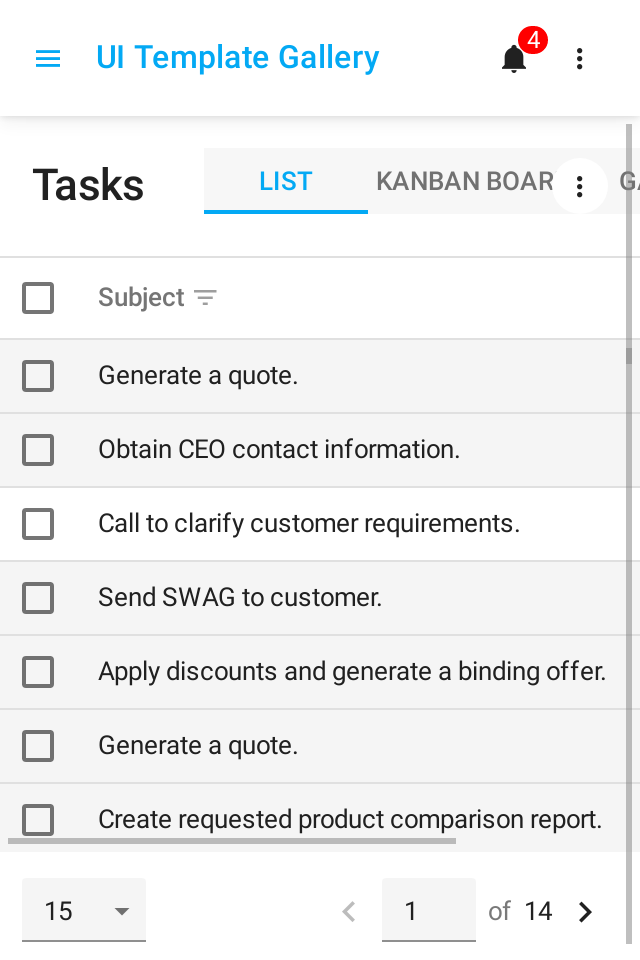 UI Template Gallery
4
Tasks
LIST
KANBAN BOAR
Subject
Generate a quote.
Obtain CEO contact information.
Call to clarify customer requirements.
Send SWAG to customer.
Apply discounts and generate a binding offer.
Generate a quote.
Create requested product comparison report.
15
1 of 14